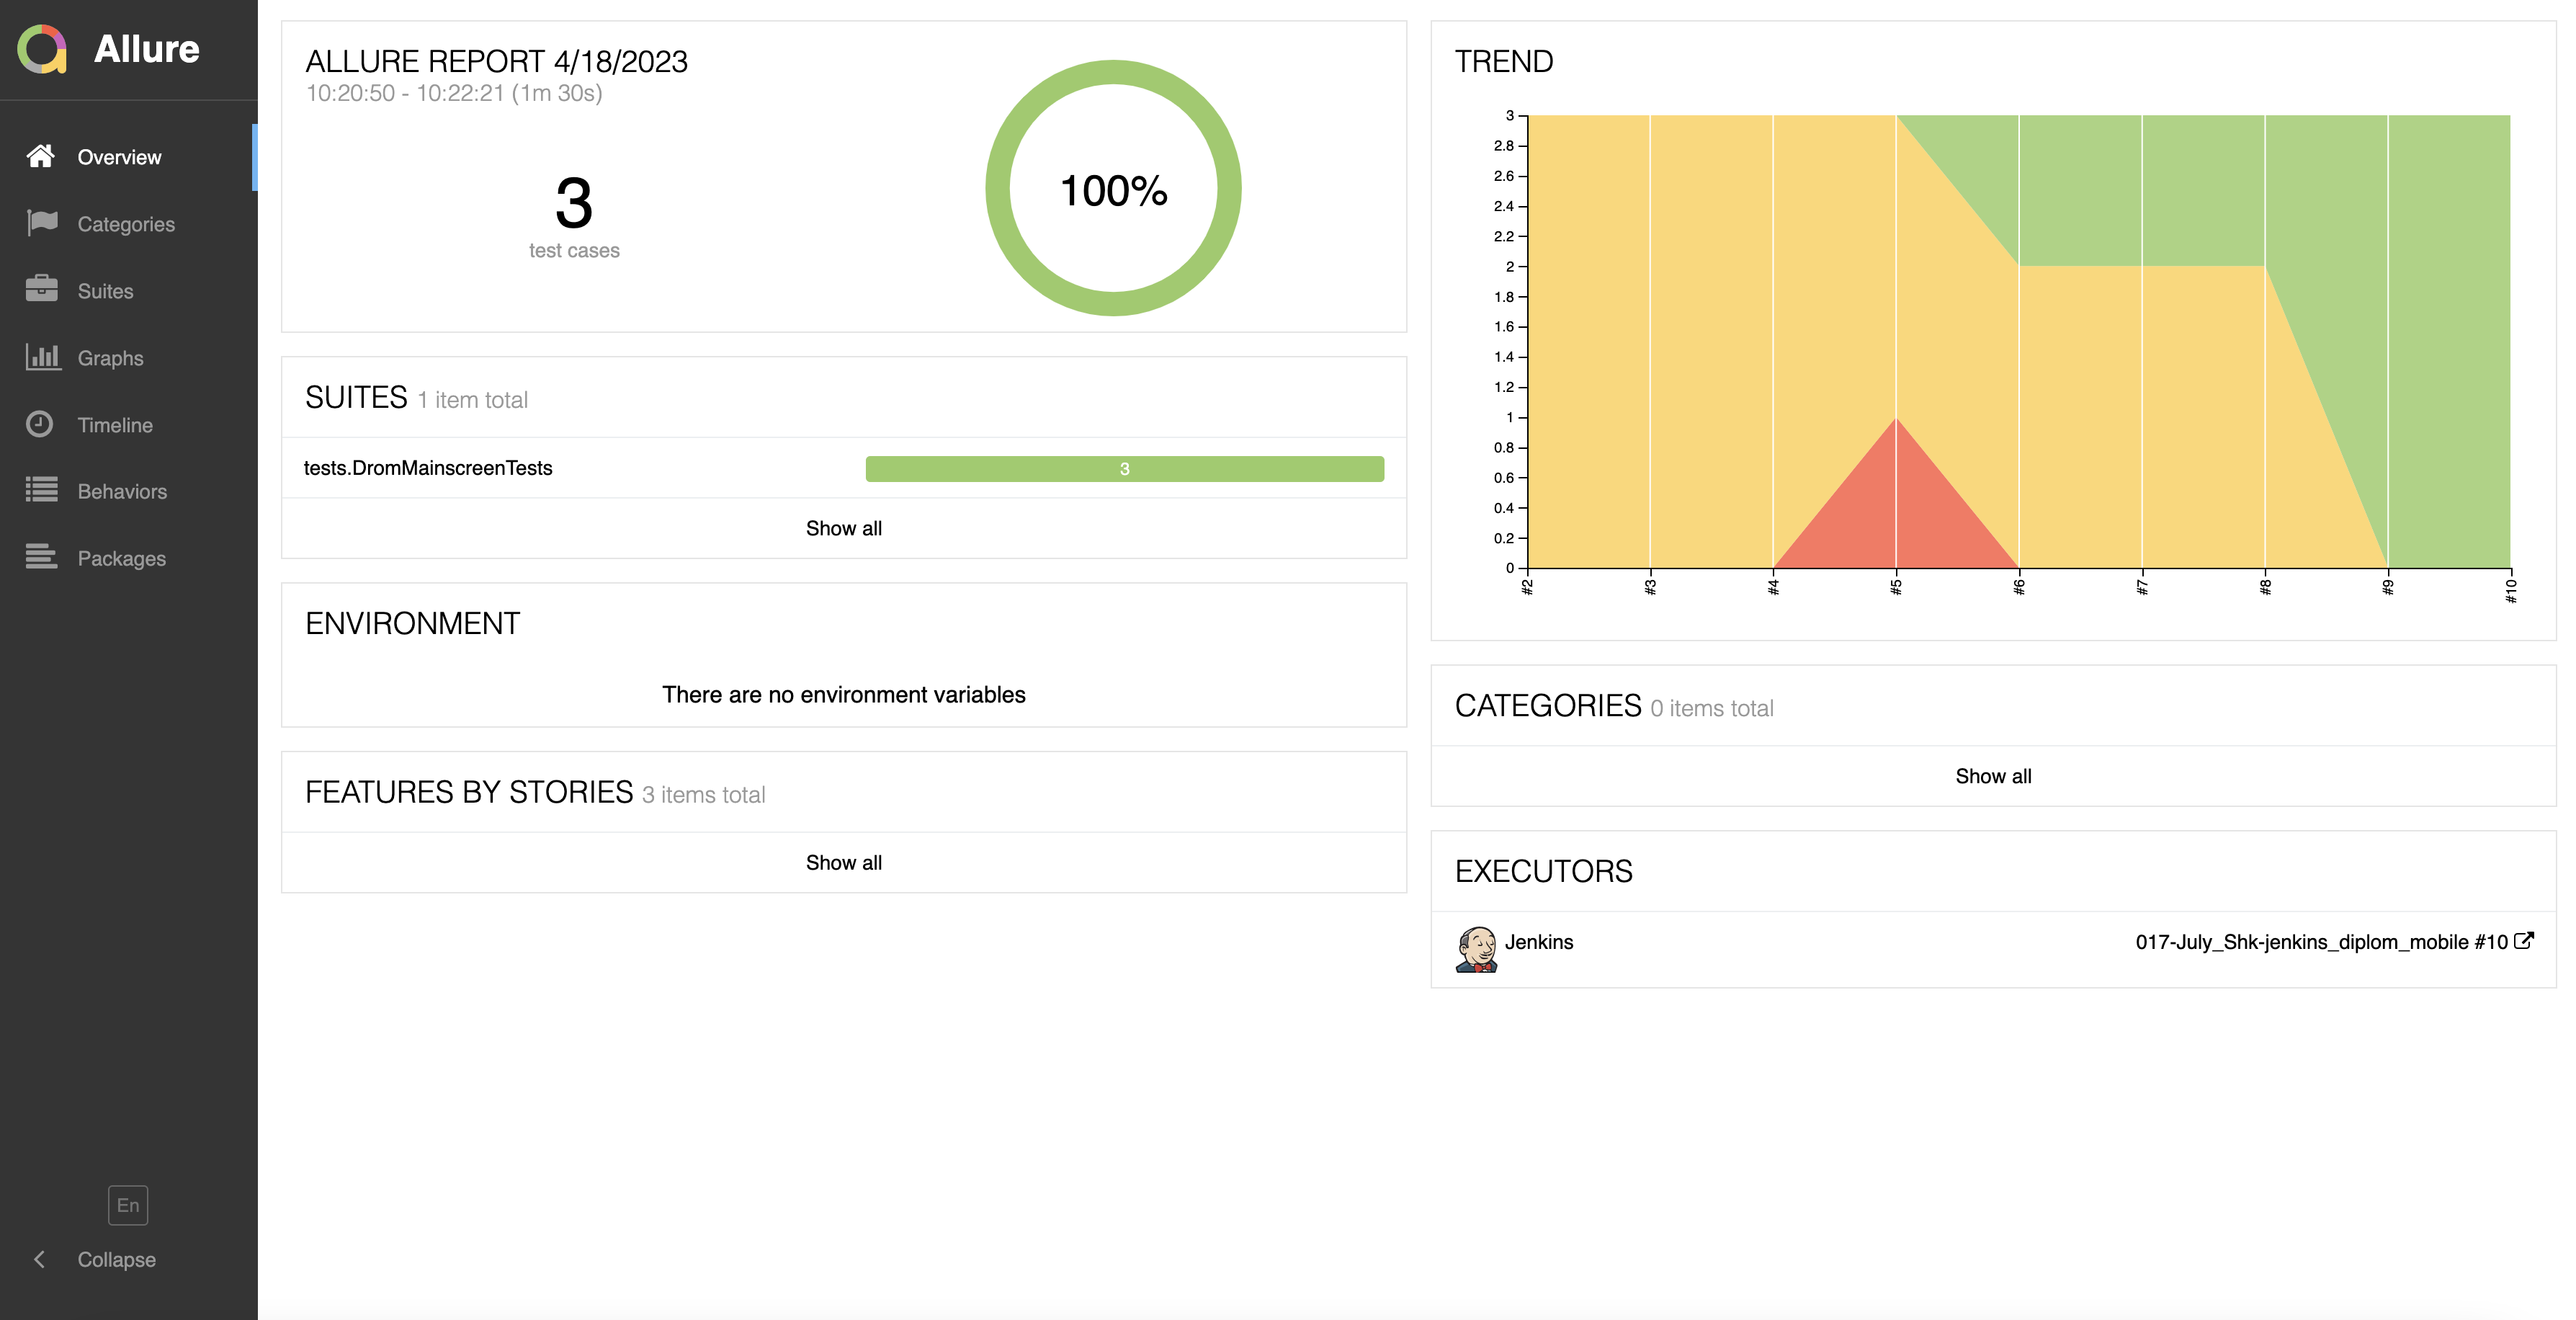 Allure
Overview
Categories
Suites
Graphs
Timeline
Behaviors
Packages
En
Collapse
ALLURE REPORT 4/18/2023
10:20:50 - 10:22:21 (1m 30s)
3
test cases
100%
SUITES 1 item total
tests.DromMainscreenTests 3
Show all
ENVIRONMENT
There are no environment variables
FEATURES BY STORIES 3 items total
Show all
TREND
3
2.8
2.6
2.4
2.2
2
1.8
1.6
1.4
1.2
1
0.8
0.6
0.4
0.2
0
#2 #3 #4 #5 #6 #7 #8 #9 #10
CATEGORIES 0 items total
Show all
EXECUTORS
Jenkins 017-July_Shk-jenkins_diplom_mobile #10